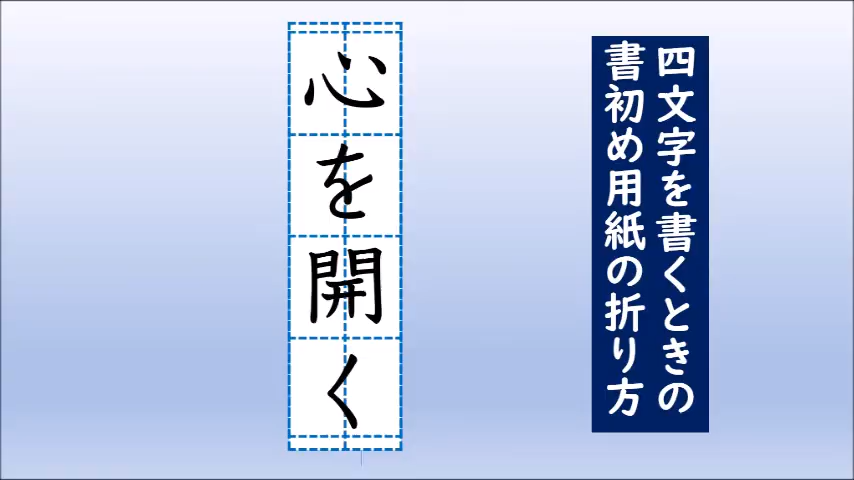 四文字を書くときの
書初め用紙の折り方
心を開く